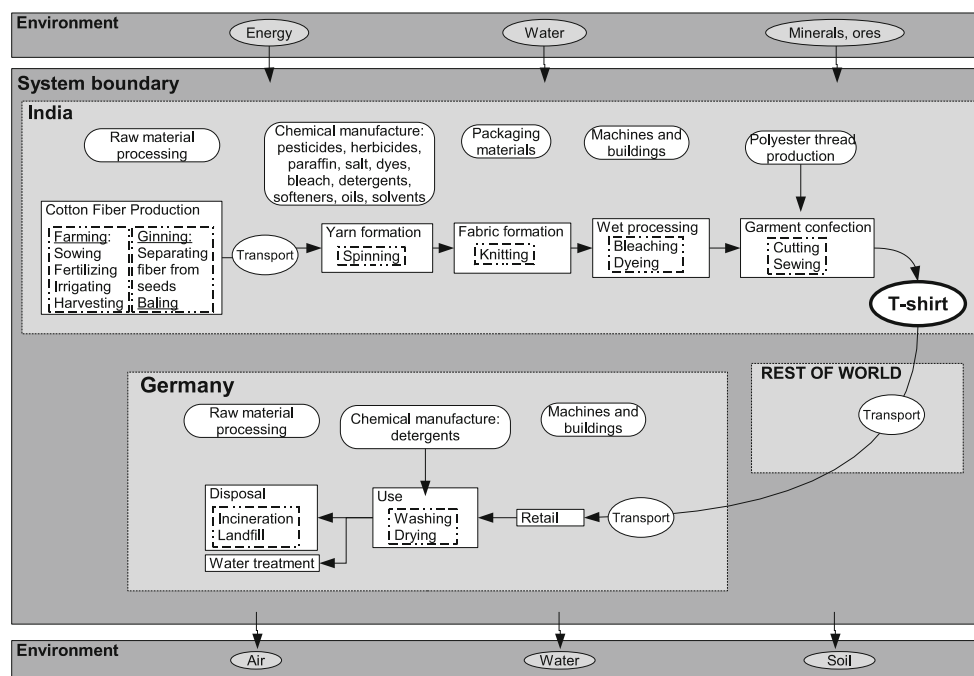 Environment
Energy
Water
Minerals, ores
System boundary
India
Raw material
processing
Chemical manufacture:
pesticides, herbicides,
paraffin, salt, dyes,
bleach, detergents,
softeners, oils, solvents
Packaging
materials
Machines and
buildings
Polyester thread
production
Cotton Fiber Production
Farming:
Sowing
Fertilizing
Irrigating
Harvesting
Ginning:
Separating
fiber from
seeds
Baling
Transport
Yarn formation
Spinning
Fabric formation
Knitting
Wet processing
Bleaching
Dyeing
Garment confection
Cutting
Sewing
T-shirt
REST OF WORLD
Transport
Germany
Raw material
processing
Chemical manufacture:
detergents
Machines and
buildings
Disposal
Incineration
Landfill
Water treatment
Use
Washing
Drying
Retail
Transport
Environment
Air
Water
Soil